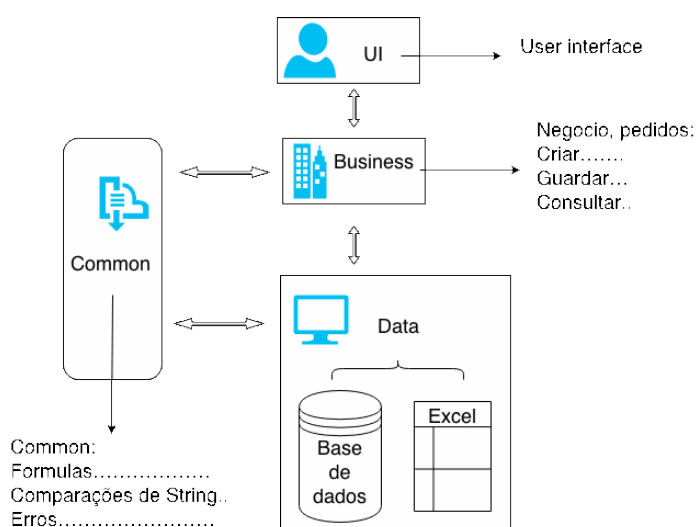 UI
User interface
Business
Negocio, pedidos:
Criar.......
Guardar...
Consultar..
Common
Data
Base
de
dados
Excel
Common:
Formulas..................
Comparações de String..
Erros........................